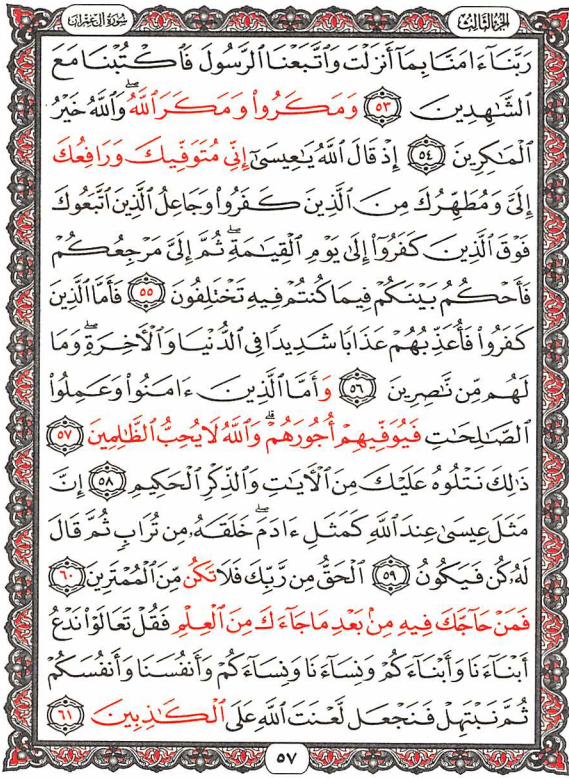 سُورَةُ آلِ عِمْرَان
الجزء الثالث
رَبَّنَآ ءَامَنَّا بِمَآ أَنزَلْتَ وَٱتَّبَعْنَا ٱلرَّسُولَ فَٱكْتُبْنَا مَعَ
ٱلشَّٰهِدِينَ ٥٣ وَمَكَرُوا۟ وَمَكَرَ ٱللَّهُ ۖ وَٱللَّهُ خَيْرُ
ٱلْمَٰكِرِينَ ٥٤ إِذْ قَالَ ٱللَّهُ يَٰعِيسَىٰٓ إِنِّى مُتَوَفِّيكَ وَرَافِعُكَ
إِلَىَّ وَمُطَهِّرُكَ مِنَ ٱلَّذِينَ كَفَرُوا۟ وَجَاعِلُ ٱلَّذِينَ ٱتَّبَعُوكَ
فَوْقَ ٱلَّذِينَ كَفَرُوٓا۟ إِلَىٰ يَوْمِ ٱلْقِيَٰمَةِ ۖ ثُمَّ إِلَىَّ مَرْجِعُكُمْ
فَأَحْكُمُ بَيْنَكُمْ فِيمَا كُنتُمْ فِيهِ تَخْتَلِفُونَ ٥٥ فَأَمَّا ٱلَّذِينَ
كَفَرُوا۟ فَأُعَذِّبُهُمْ عَذَابًا شَدِيدًا فِى ٱلدُّنْيَا وَٱلْءَاخِرَةِ ۖ وَمَا
لَهُم مِّن نَّٰصِرِينَ ٥٦ وَأَمَّا ٱلَّذِينَ ءَامَنُوا۟ وَعَمِلُوا۟
ٱلصَّٰلِحَٰتِ فَيُوَفِّيهِمْ أُجُورَهُمْ ۗ وَٱللَّهُ لَا يُحِبُّ ٱلظَّٰلِمِينَ ٥٧
ذَٰلِكَ نَتْلُوهُ عَلَيْكَ مِنَ ٱلْءَايَٰتِ وَٱلذِّكْرِ ٱلْحَكِيمِ ٥٨ إِنَّ
مَثَلَ عِيسَىٰ عِندَ ٱللَّهِ كَمَثَلِ ءَادَمَ ۖ خَلَقَهُۥ مِن تُرَابٍ ثُمَّ قَالَ
لَهُۥ كُن فَيَكُونُ ٥٩ ٱلْحَقُّ مِن رَّبِّكَ فَلَا تَكُن مِّنَ ٱلْمُمْتَرِينَ ٦٠
فَمَنْ حَآجَّكَ فِيهِ مِنۢ بَعْدِ مَا جَآءَكَ مِنَ ٱلْعِلْمِ فَقُلْ تَعَالَوْا۟ نَدْعُ
أَبْنَآءَنَا وَأَبْنَآءَكُمْ وَنِسَآءَنَا وَنِسَآءَكُمْ وَأَنفُسَنَا وَأَنفُسَكُمْ
ثُمَّ نَبْتَهِلْ فَنَجْعَل لَّعْنَتَ ٱللَّهِ عَلَى ٱلْكَٰذِبِينَ ٦١
٥٧